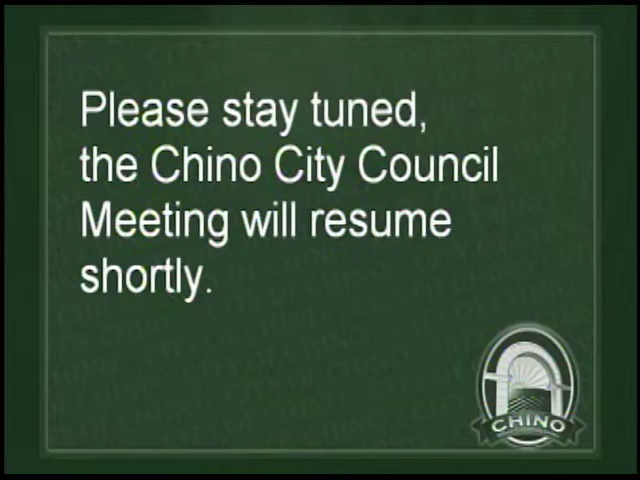 Please stay tuned,
the Chino City Council
Meeting will resume
shortly.
CHINO